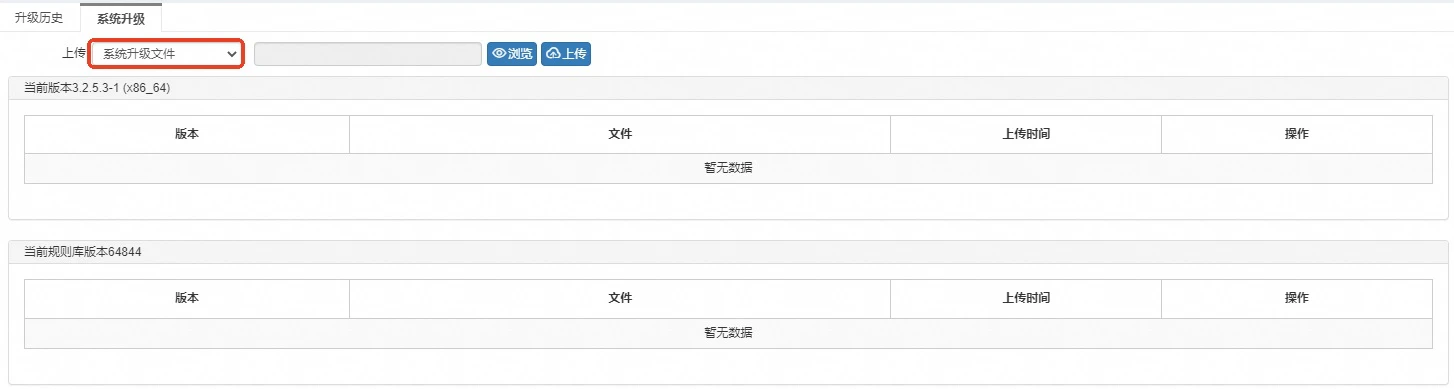 升级历史 系统升级
上传 系统升级文件 浏览 上传
当前版本3.2.5.3-1 (x86_64)
版本 文件 上传时间 操作
暂无数据
当前规则库版本64844
版本 文件 上传时间 操作
暂无数据